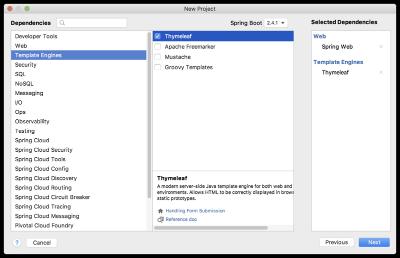 New Project
Dependencies
Spring Boot 2.4.1
Selected Dependencies
Developer Tools
Web
Template Engines
Security
SQL
NoSQL
Messaging
I/O
Ops
Observability
Testing
Spring Cloud
Spring Cloud Security
Spring Cloud Tools
Spring Cloud Config
Spring Cloud Discovery
Spring Cloud Routing
Spring Cloud Circuit Breaker
Spring Cloud Tracing
Spring Cloud Messaging
Pivotal Cloud Foundry
Thymeleaf
Apache Freemarker
Mustache
Groovy Templates
Thymeleaf
A modern server-side Java template engine for both web and
environments. Allows HTML to be correctly displayed in brow
static prototypes.
Handling Form Submission
Reference doc
Web
Spring Web
Template Engines
Thymeleaf
?
Cancel
Previous
Next